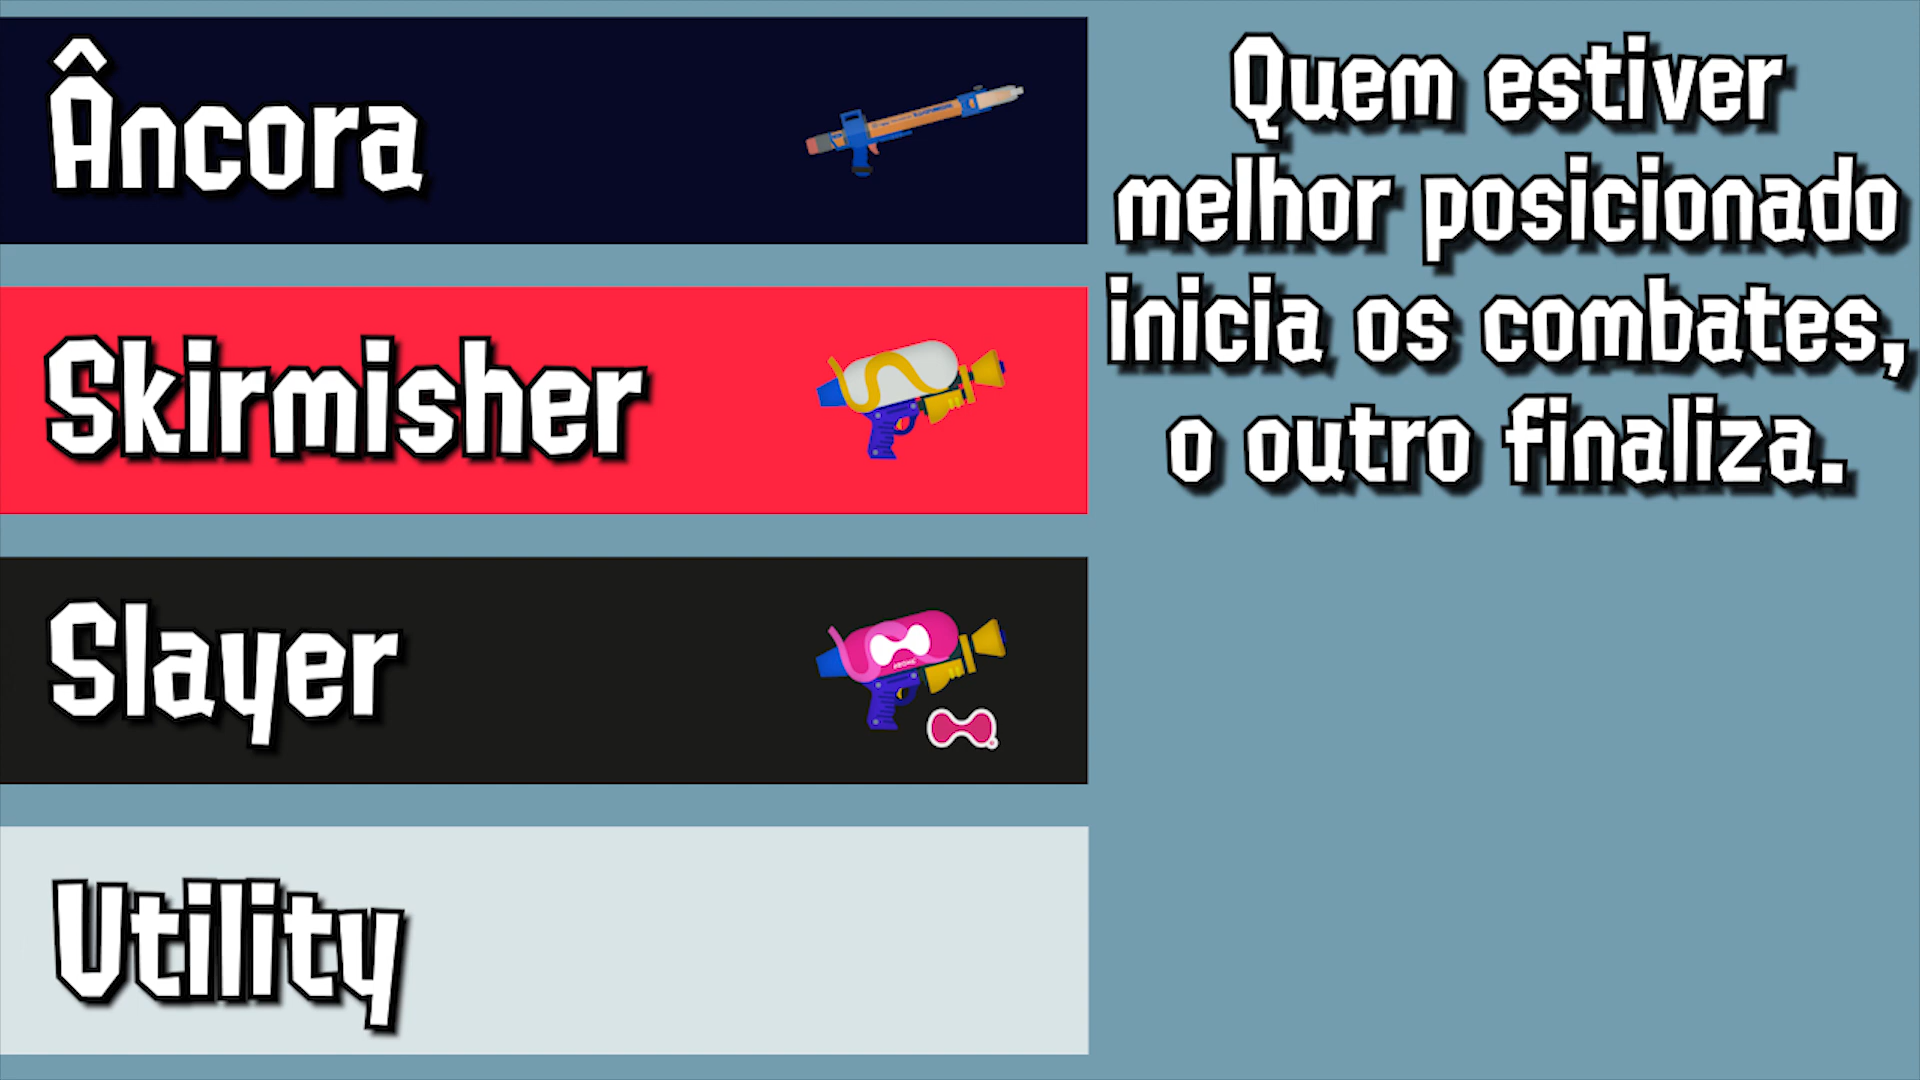 Âncora
Skirmisher
Slayer
Utility
Quem estiver
melhor posicionado
inicia os combates,
o outro finaliza.